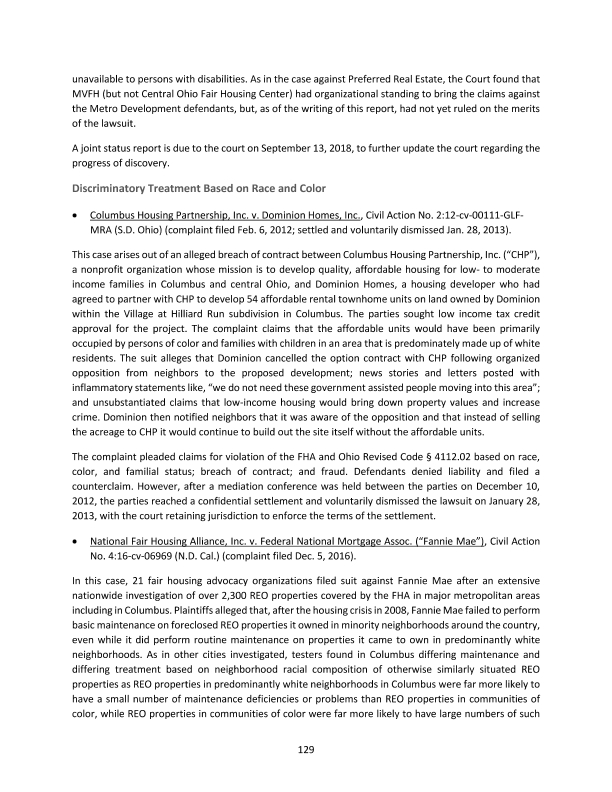 unavailable to persons with disabilities. As in the case against Preferred Real Estate, the Court found that
MVFH (but not Central Ohio Fair Housing Center) had organizational standing to bring the claims against
the Metro Development defendants, but, as of the writing of this report, had not yet ruled on the merits
of the lawsuit.
A joint status report is due to the court on September 13, 2018, to further update the court regarding the
progress of discovery.
Discriminatory Treatment Based on Race and Color
• Columbus Housing Partnership, Inc. v. Dominion Homes, Inc., Civil Action No. 2:12-cv-00111-GLF-
MRA (S.D. Ohio) (complaint filed Feb. 6, 2012; settled and voluntarily dismissed Jan. 28, 2013).
This case arises out of an alleged breach of contract between Columbus Housing Partnership, Inc. (“CHP”),
a nonprofit organization whose mission is to develop quality, affordable housing for low- to moderate
income families in Columbus and central Ohio, and Dominion Homes, a housing developer who had
agreed to partner with CHP to develop 54 affordable rental townhome units on land owned by Dominion
within the Village at Hilliard Run subdivision in Columbus. The parties sought low income tax credit
approval for the project. The complaint claims that the affordable units would have been primarily
occupied by persons of color and families with children in an area that is predominately made up of white
residents. The suit alleges that Dominion cancelled the option contract with CHP following organized
opposition from neighbors to the proposed development; news stories and letters posted with
inflammatory statements like, “we do not need these government assisted people moving into this area”;
and unsubstantiated claims that low-income housing would bring down property values and increase
crime. Dominion then notified neighbors that it was aware of the opposition and that instead of selling
the acreage to CHP it would continue to build out the site itself without the affordable units.
The complaint pleaded claims for violation of the FHA and Ohio Revised Code § 4112.02 based on race,
color, and familial status; breach of contract; and fraud. Defendants denied liability and filed a
counterclaim. However, after a mediation conference was held between the parties on December 10,
2012, the parties reached a confidential settlement and voluntarily dismissed the lawsuit on January 28,
2013, with the court retaining jurisdiction to enforce the terms of the settlement.
• National Fair Housing Alliance, Inc. v. Federal National Mortgage Assoc. (“Fannie Mae”), Civil Action
No. 4:16-cv-06969 (N.D. Cal.) (complaint filed Dec. 5, 2016).
In this case, 21 fair housing advocacy organizations filed suit against Fannie Mae after an extensive
nationwide investigation of over 2,300 REO properties covered by the FHA in major metropolitan areas
including in Columbus. Plaintiffs alleged that, after the housing crisis in 2008, Fannie Mae failed to perform
basic maintenance on foreclosed REO properties it owned in minority neighborhoods around the country,
even while it did perform routine maintenance on properties it came to own in predominantly white
neighborhoods. As in other cities investigated, testers found in Columbus differing maintenance and
differing treatment based on neighborhood racial composition of otherwise similarly situated REO
properties as REO properties in predominantly white neighborhoods in Columbus were far more likely to
have a small number of maintenance deficiencies or problems than REO properties in communities of
color, while REO properties in communities of color were far more likely to have large numbers of such
129